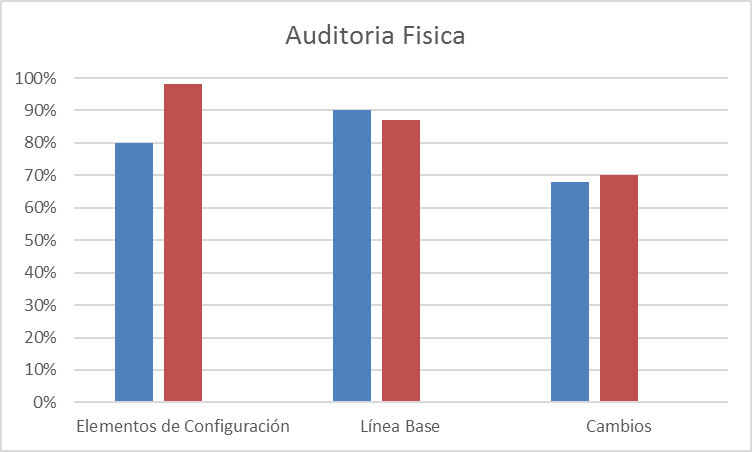 Auditoria Fisica
100%
90%
80%
70%
60%
50%
40%
30%
20%
10%
0%
Elementos de Configuración
Línea Base
Cambios